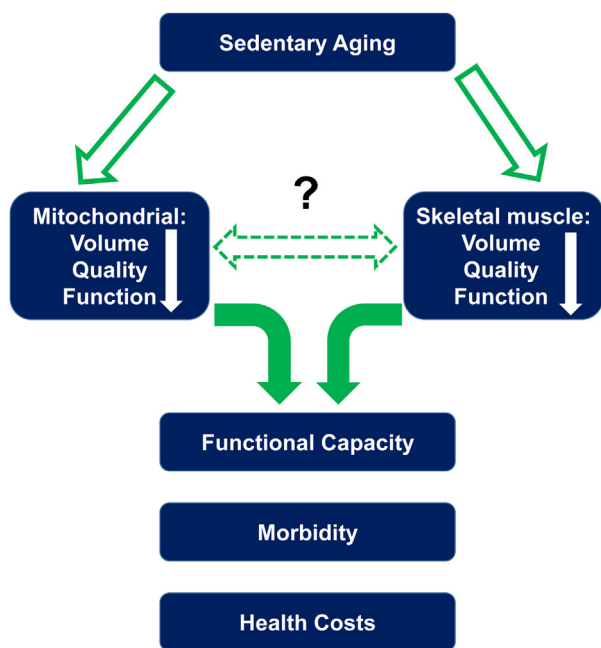 Sedentary Aging
?
Mitochondrial:
Volume
Quality
Function
Skeletal muscle:
Volume
Quality
Function
Functional Capacity
Morbidity
Health Costs